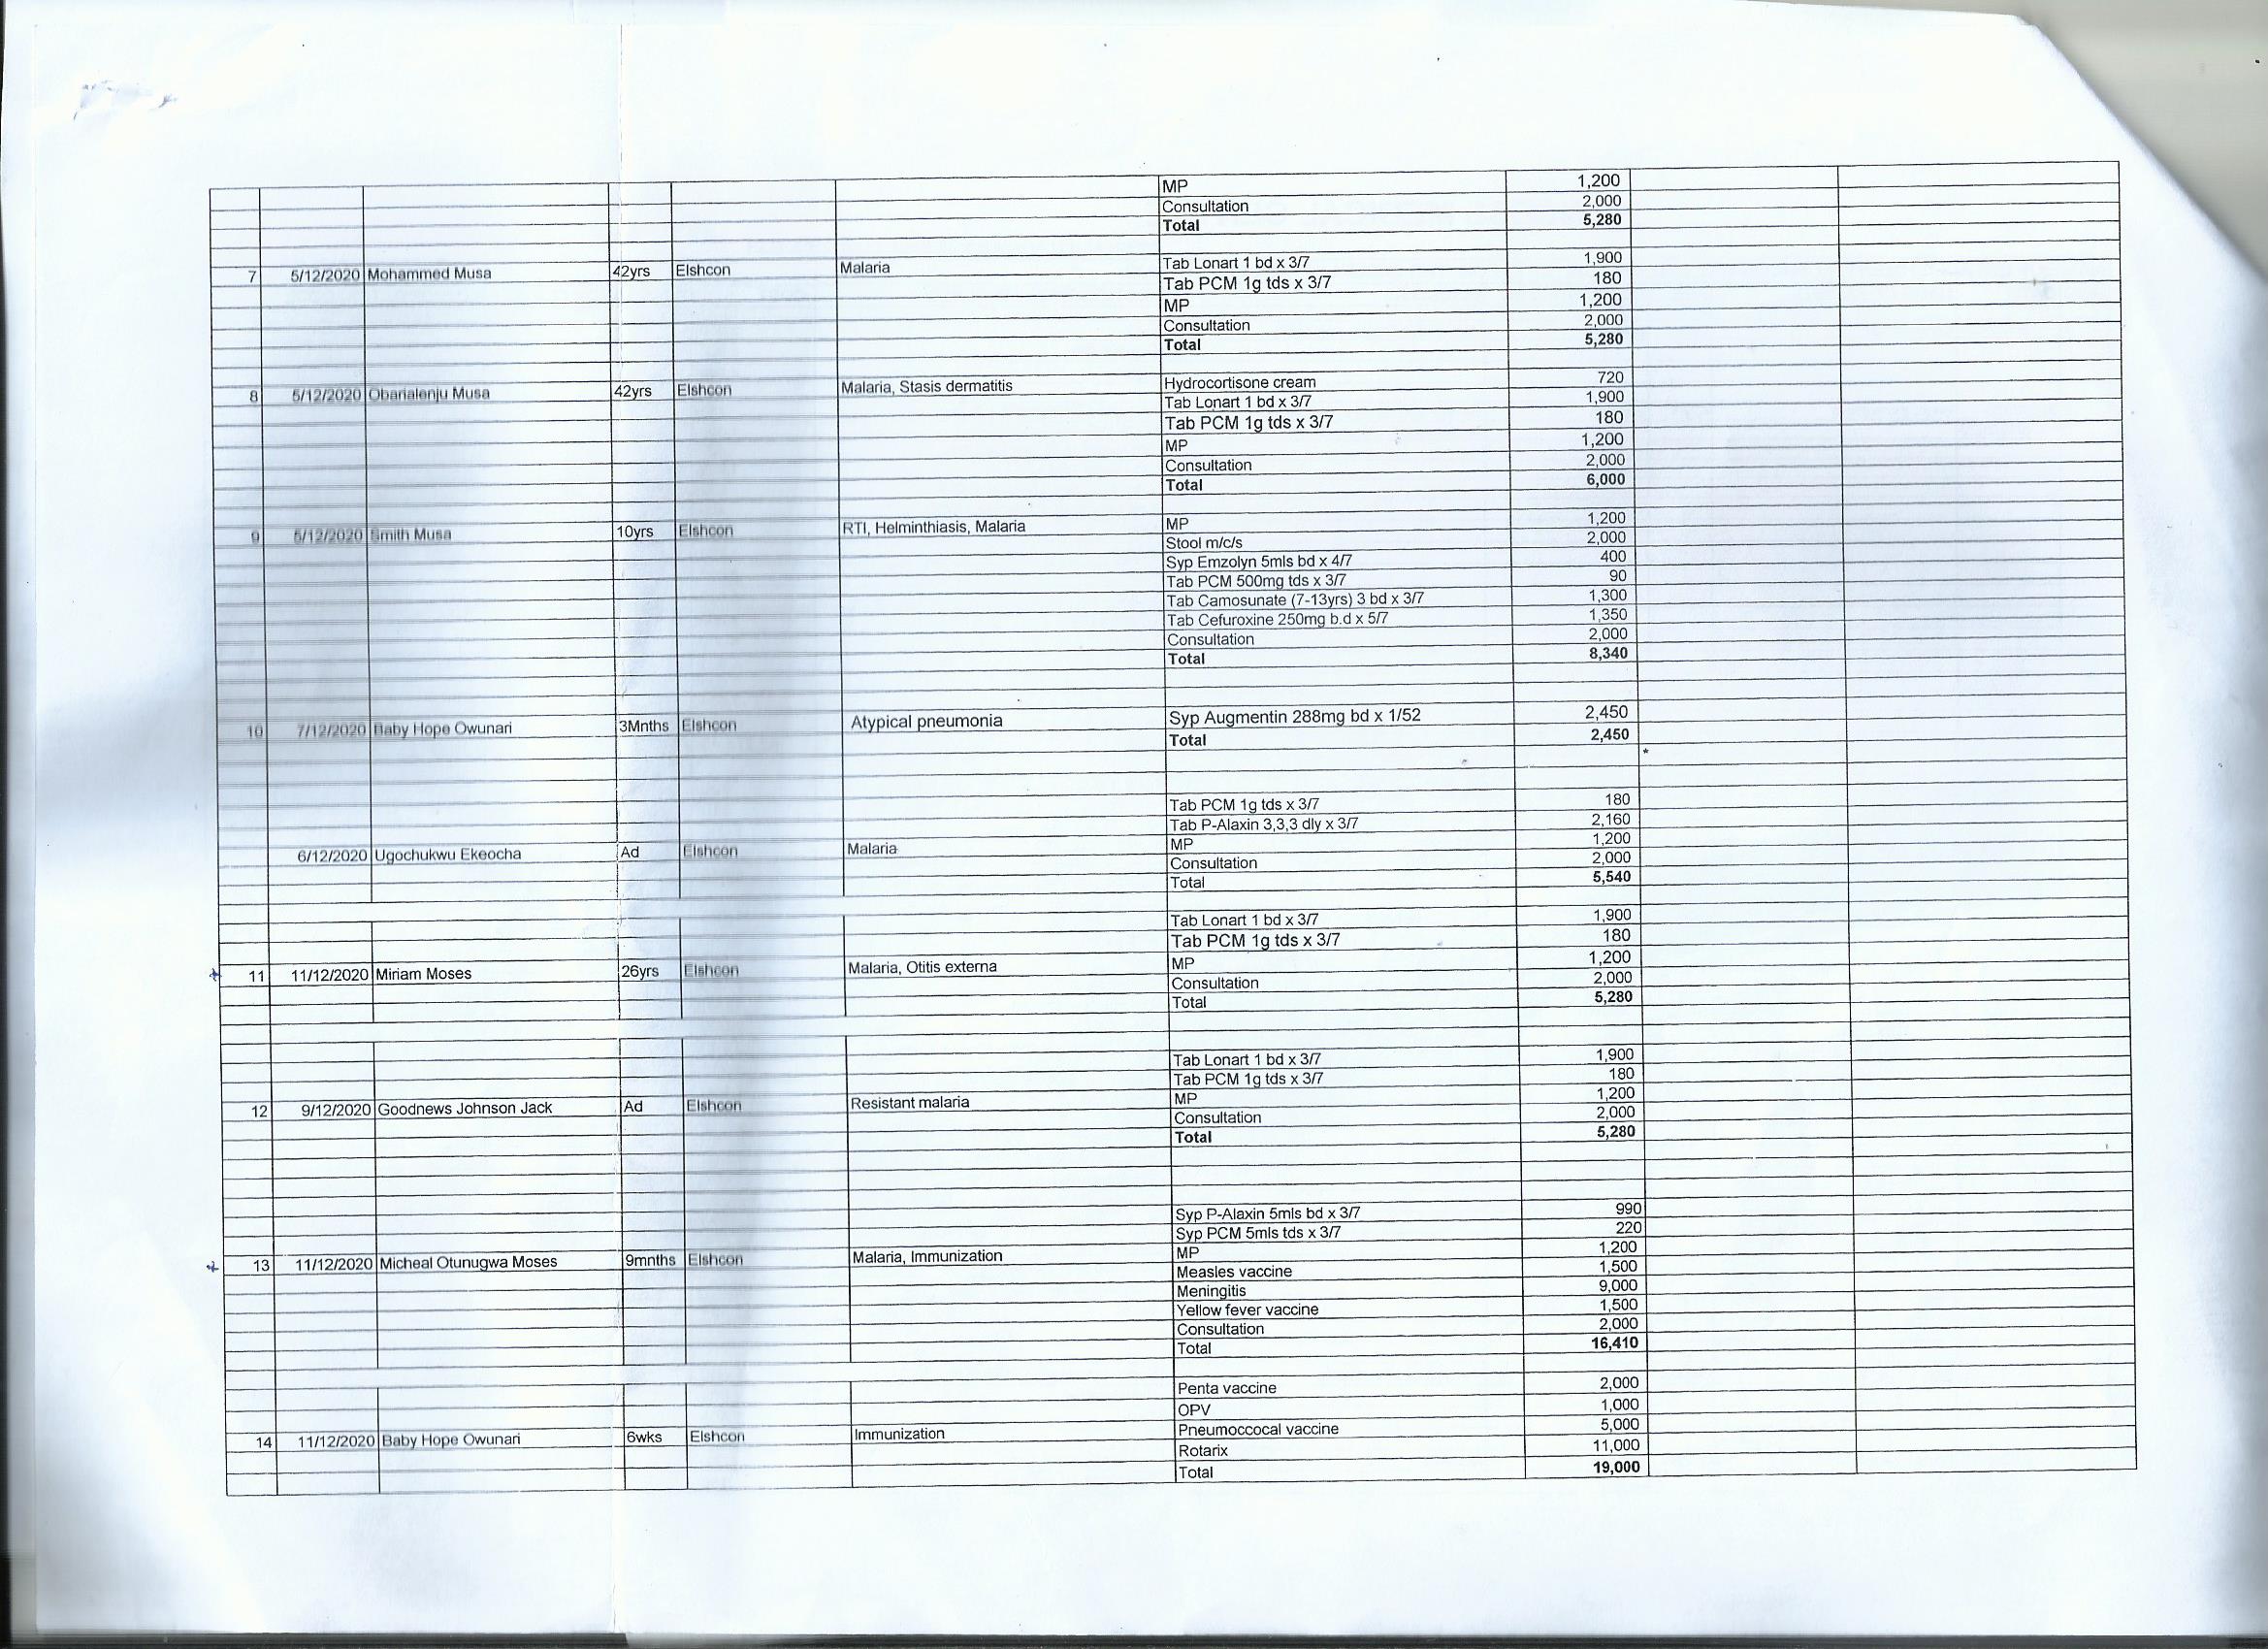 MP 1,200
Consultation 2,000
Total 5,280
Tab Lonart 1 bd x 3/7 1,900
7 5/12/2020 Mohammed Musa 42yrs Elshcon Malaria
Tab PCM 1g tds x 3/7 180
MP 1,200
Consultation 2,000
Total 5,280
Hydrocortisone cream 720
8 5/12/2020 Obarialenju Musa 42yrs Elshcon Malaria, Stasis dermatitis
Tab Lonart 1 bd x 3/7 1,900
Tab PCM 1g tds x 3/7 180
MP 1,200
Consultation 2,000
Total 6,000
9 5/12/2020 Smith Musa 10yrs Elshcon RTI, Helminthiasis, Malaria MP 1,200
Stool m/c/s 2,000
Syp Emzolyn 5mls bd x 4/7 400
Tab PCM 500mg tds x 3/7 90
Tab Camosunate (7-13yrs) 3 bd x 3/7 1,300
Tab Cefuroxine 250mg b.d x 5/7 1,350
Consultation 2,000
Total 8,340
10 7/12/2020 Baby Hope Owunari 3Mnths Elshcon Atypical pneumonia Syp Augmentin 288mg bd x 1/52 2,450
Total 2,450
*
Tab PCM 1g tds x 3/7 180
Tab P-Alaxin 3,3,3 dly x 3/7 2,160
6/12/2020 Ugochukwu Ekeocha Ad Elshcon Malaria MP 1,200
Consultation 2,000
Total 5,540
Tab Lonart 1 bd x 3/7 1,900
Tab PCM 1g tds x 3/7 180
11 11/12/2020 Miriam Moses 26yrs Elshcon Malaria, Otitis externa MP 1,200
Consultation 2,000
Total 5,280
Tab Lonart 1 bd x 3/7 1,900
Tab PCM 1g tds x 3/7 180
12 9/12/2020 Goodnews Johnson Jack Ad Elshcon Resistant malaria MP 1,200
Consultation 2,000
Total 5,280
Syp P-Alaxin 5mls bd x 3/7 990
Syp PCM 5mls tds x 3/7 220
13 11/12/2020 Micheal Otunugwa Moses 9mnths Elshcon Malaria, Immunization MP 1,200
Measles vaccine 1,500
Meningitis 9,000
Yellow fever vaccine 1,500
Consultation 2,000
Total 16,410
Penta vaccine 2,000
OPV 1,000
14 11/12/2020 Baby Hope Owunari 6wks Elshcon Immunization Pneumoccocal vaccine 5,000
Rotarix 11,000
Total 19,000